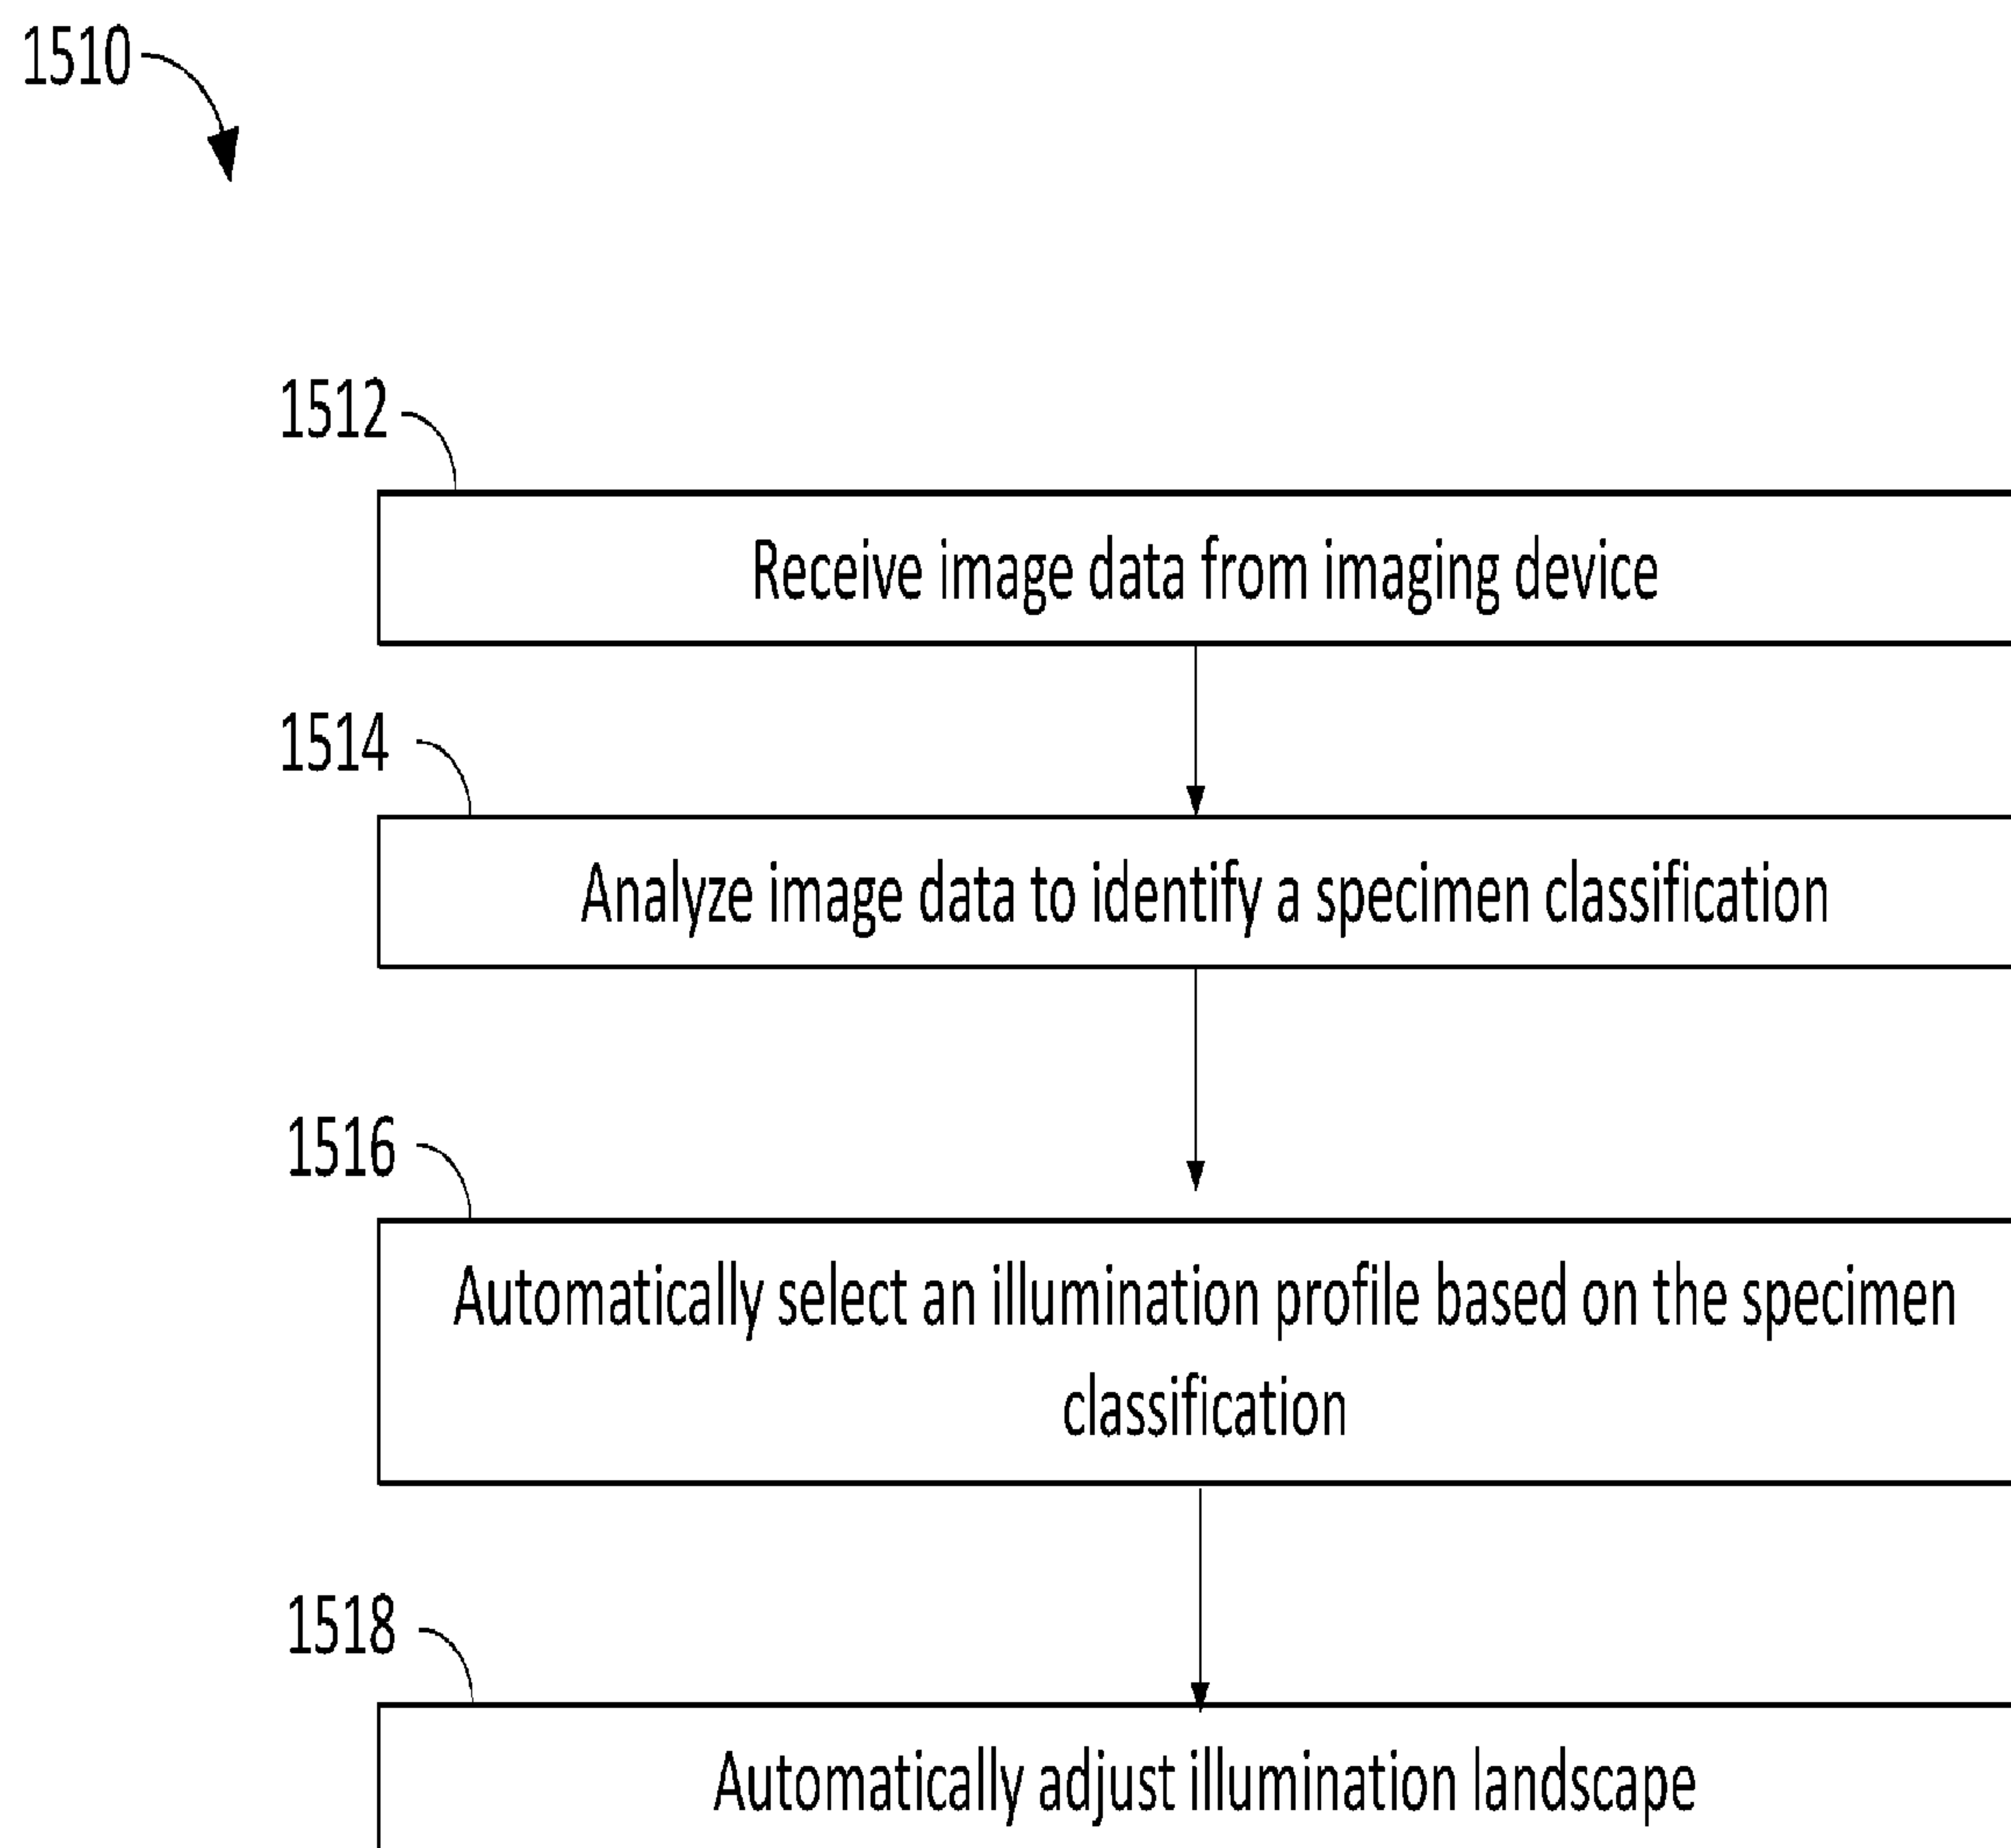 1510
1512
Receive image data from imaging device
1514
Analyze image data to identify a specimen classification
1516
Automatically select an illumination profile based on the specimen
classification
1518
Automatically adjust illumination landscape